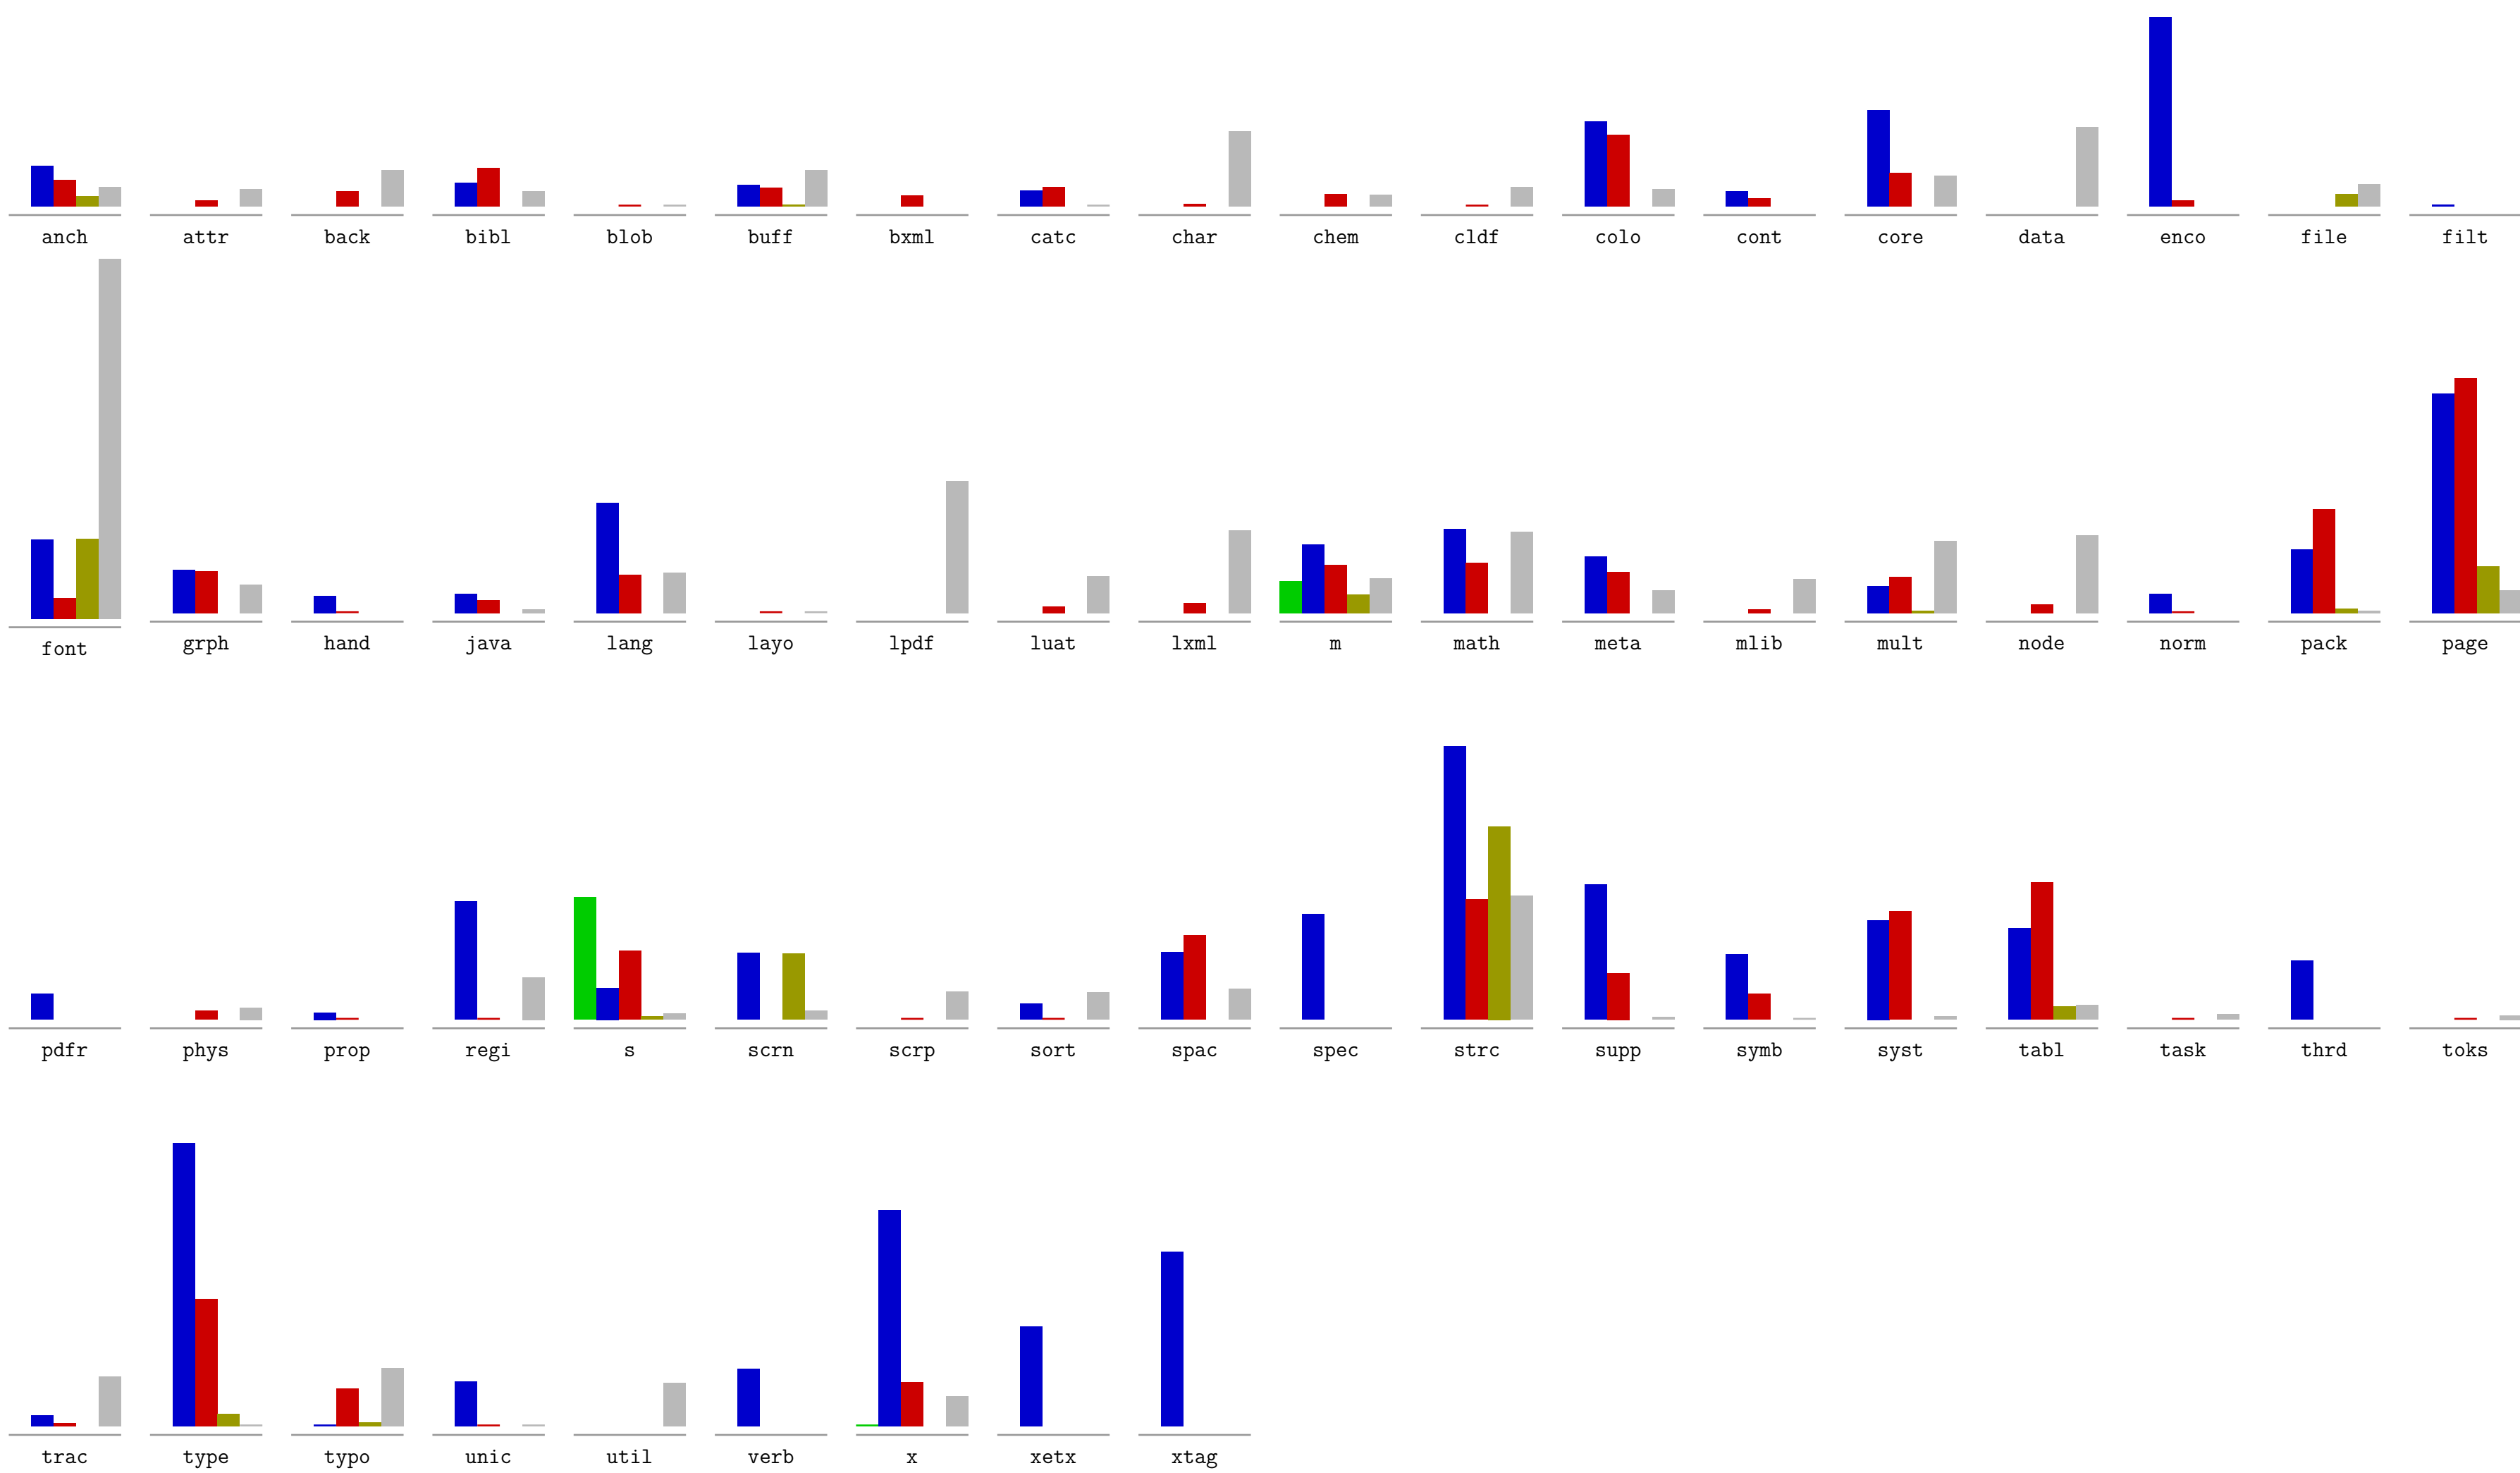 anch attr back bibl blob buff bxml catc char chem cldf colo cont core data enco file filt
font grph hand java lang layo lpdf luat lxml m math meta mlib mult node norm pack page
pdfr phys prop regi s scrn scrp sort spac spec strc supp symb syst tabl task thrd toks
trac type typo unic util verb x xetx xtag